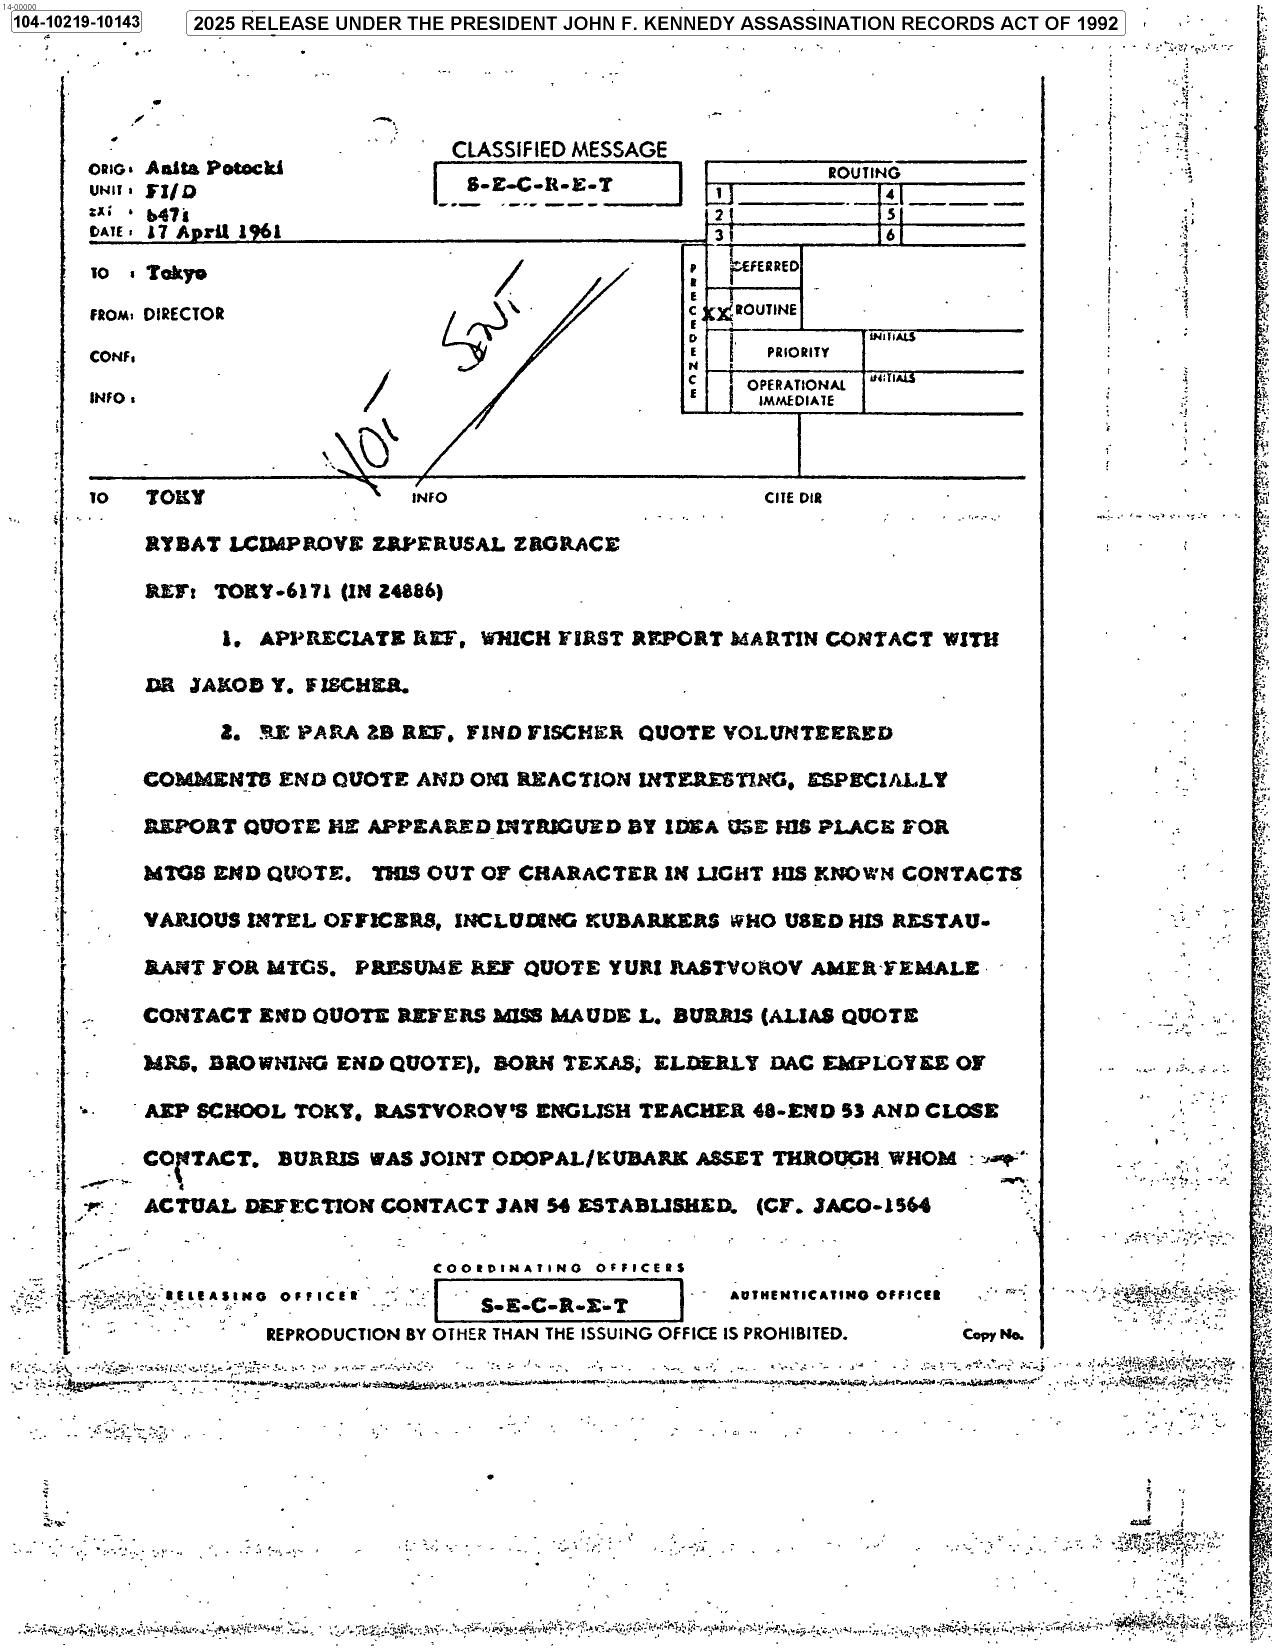 14-00000
104-10219-10143
2025 RELEASE UNDER THE PRESIDENT JOHN F. KENNEDY ASSASSINATION RECORDS ACT OF 1992
CLASSIFIED MESSAGE
ORIG: Anita Potocki
UNIT: FI/D
EXT: 6471
DATE: 17 April 1961
S-E-C-R-E-T
ROUTING
1 4
2 5
3 6
TO : Tokyo
FROM: DIRECTOR
CONF:
INFO:
NOT SENT
PRECEDENCE
DEFERRED
XX ROUTINE
PRIORITY INITIALS
OPERATIONAL IMMEDIATE INITIALS
TO TOKY INFO CITE DIR
RYBAT LCIMPROVE ZRPERUSAL ZRGRACE
REF: TOKY-6171 (IN 24886)
1. APPRECIATE REF, WHICH FIRST REPORT MARTIN CONTACT WITH
DR JAKOB Y. FISCHER.
2. RE PARA 2B REF, FIND FISCHER QUOTE VOLUNTEERED
COMMENTS END QUOTE AND ONI REACTION INTERESTING, ESPECIALLY
REPORT QUOTE HE APPEARED INTRIGUED BY IDEA USE HIS PLACE FOR
MTGS END QUOTE. THIS OUT OF CHARACTER IN LIGHT HIS KNOWN CONTACTS
VARIOUS INTEL OFFICERS, INCLUDING KUBARKERS WHO USED HIS RESTAU-
RANT FOR MTGS. PRESUME REF QUOTE YURI RASTVOROV AMER FEMALE
CONTACT END QUOTE REFERS MISS MAUDE L. BURRIS (ALIAS QUOTE
MRS. BROWNING END QUOTE), BORN TEXAS, ELDERLY DAC EMPLOYEE OF
AEP SCHOOL TOKY, RASTVOROV'S ENGLISH TEACHER 48-END 53 AND CLOSE
CONTACT. BURRIS WAS JOINT ODOPAL/KUBARK ASSET THROUGH WHOM
ACTUAL DEFECTION CONTACT JAN 54 ESTABLISHED. (CF. JACO-1564
COORDINATING OFFICERS
RELEASING OFFICER
S-E-C-R-E-T
AUTHENTICATING OFFICER
REPRODUCTION BY OTHER THAN THE ISSUING OFFICE IS PROHIBITED. Copy No.